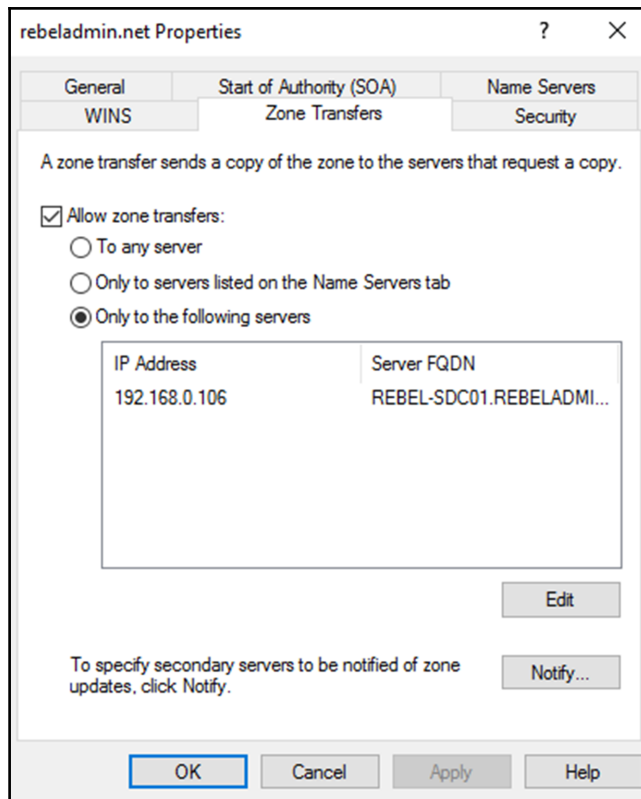 rebeladmin.net Properties
? X
General Start of Authority (SOA) Name Servers
WINS Zone Transfers Security
A zone transfer sends a copy of the zone to the servers that request a copy.
Allow zone transfers:
To any server
Only to servers listed on the Name Servers tab
Only to the following servers
IP Address Server FQDN
192.168.0.106 REBEL-SDC01.REBELADMI...
Edit
To specify secondary servers to be notified of zone
updates, click Notify.
Notify...
OK Cancel Apply Help